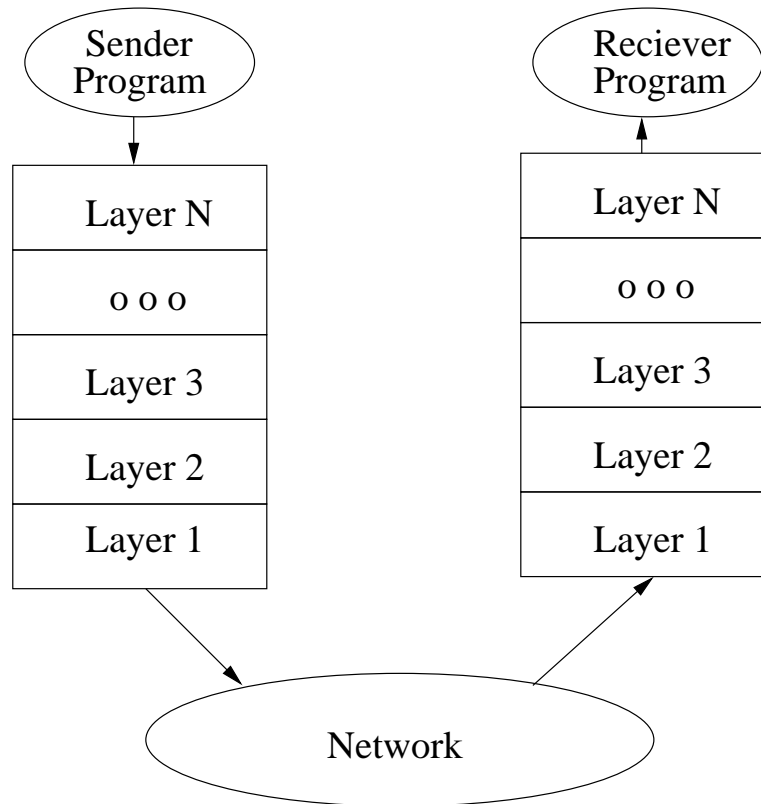 Sender
Program
Layer N
o o o
Layer 3
Layer 2
Layer 1
Reciever
Program
Layer N
o o o
Layer 3
Layer 2
Layer 1
Network